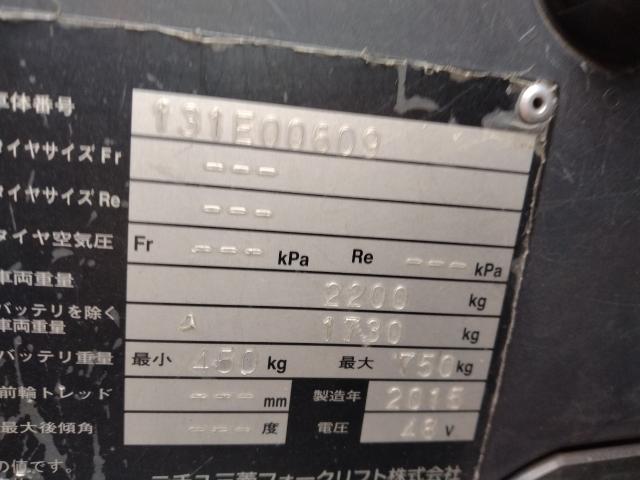 車体番号 131E00609
タイヤサイズ Fr ---
タイヤサイズ Re ---
タイヤ空気圧 Fr --- kPa Re --- kPa
車両重量 2200 kg
バッテリを除く
車両重量 1730 kg
バッテリ重量 最小 450 kg 最大 750 kg
前輪トレッド --- mm 製造年 2015
最大後傾角 --- 度 電圧 48 V
の値です。
ニチユ三菱フォークリフト株式会社